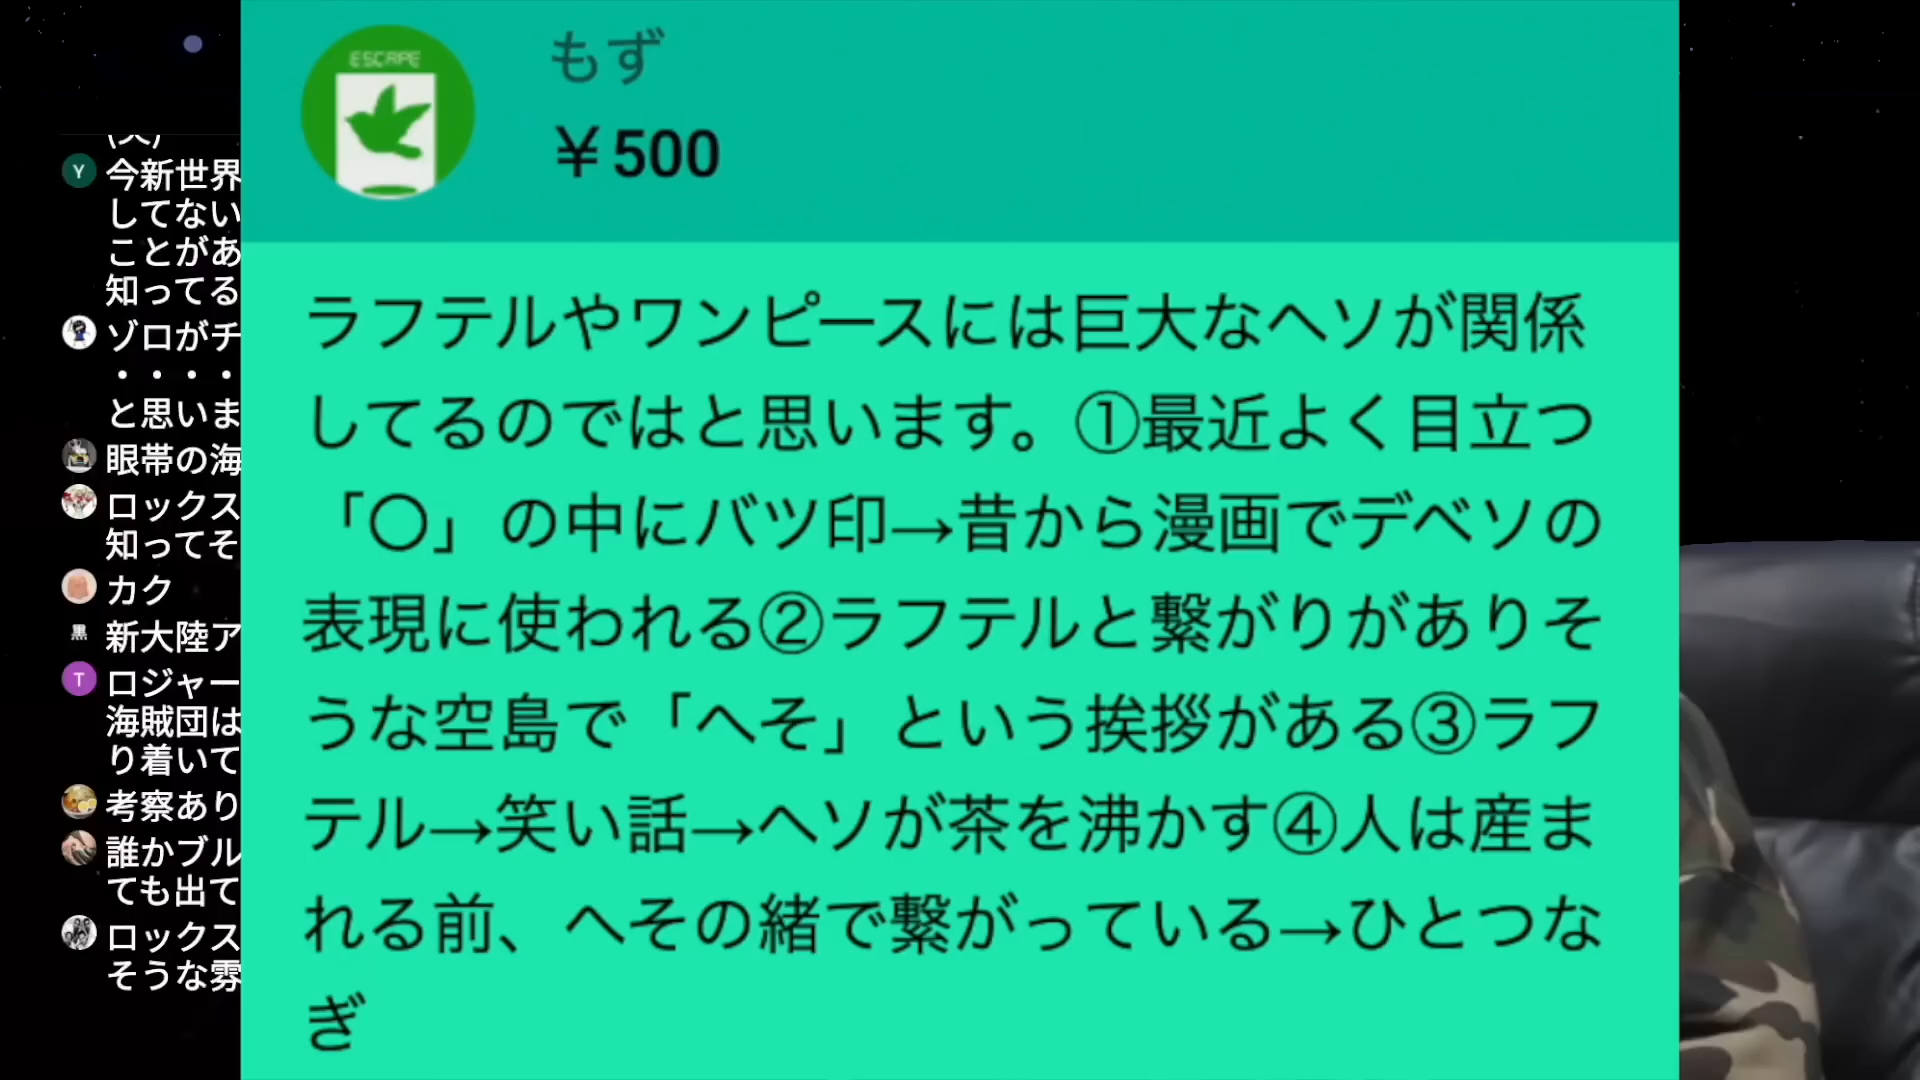 ESCAPE
もず
￥500
ラフテルやワンピースには巨大なヘソが関係
してるのではと思います。①最近よく目立つ
「〇」の中にバツ印→昔から漫画でデベソの
表現に使われる②ラフテルと繋がりがありそ
うな空島で「へそ」という挨拶がある③ラフ
テル→笑い話→ヘソが茶を沸かす④人は産ま
れる前、へその緒で繋がっている→ひとつな
ぎ
Y
今新世界
してない
ことがあ
知ってる
ゾロがチ
・・・・
と思いま
眼帯の海
ロックス
知ってそ
カク
黒
新大陸ア
T
ロジャー
海賊団は
り着いて
考察あり
誰かブル
ても出て
ロックス
そうな雰